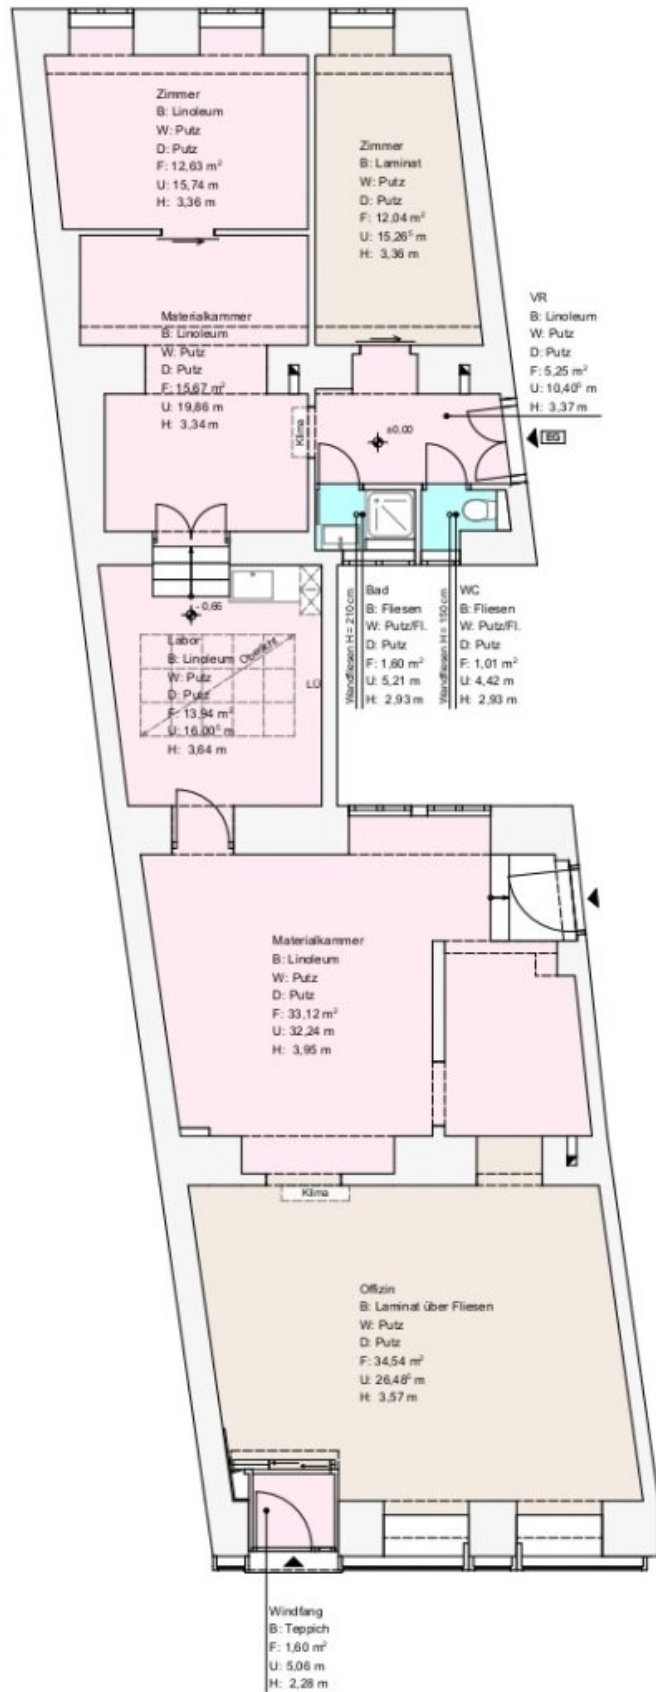 Zimmer
B: Linoleum
W: Putz
D: Putz
F: 12,63 m²
U: 15,74 m
H: 3,36 m
Zimmer
B: Laminat
W: Putz
D: Putz
F: 12,04 m²
U: 15,26⁵ m
H: 3,36 m
Materialkammer
B: Linoleum
W: Putz
D: Putz
F: 15,67 m²
U: 19,86 m
H: 3,34 m
VR
B: Linoleum
W: Putz
D: Putz
F: 5,25 m²
U: 10,40⁵ m
H: 3,37 m
Klima
±0,00
EG
Wandfliesen H = 210 cm
Bad
B: Fliesen
W: Putz/Fl.
D: Putz
F: 1,60 m²
U: 5,21 m
H: 2,93 m
Wandfliesen H = 150 cm
WC
B: Fliesen
W: Putz/Fl.
D: Putz
F: 1,01 m²
U: 4,42 m
H: 2,93 m
-0,66
Labor
B: Linoleum
W: Putz
D: Putz
F: 13,94 m²
U: 16,00⁵ m
H: 3,64 m
Oberlicht
LÜ
Materialkammer
B: Linoleum
W: Putz
D: Putz
F: 33,12 m²
U: 32,24 m
H: 3,95 m
Klima
Offizin
B: Laminat über Fliesen
W: Putz
D: Putz
F: 34,54 m²
U: 26,48⁵ m
H: 3,57 m
Windfang
B: Teppich
F: 1,60 m²
U: 5,06 m
H: 2,28 m